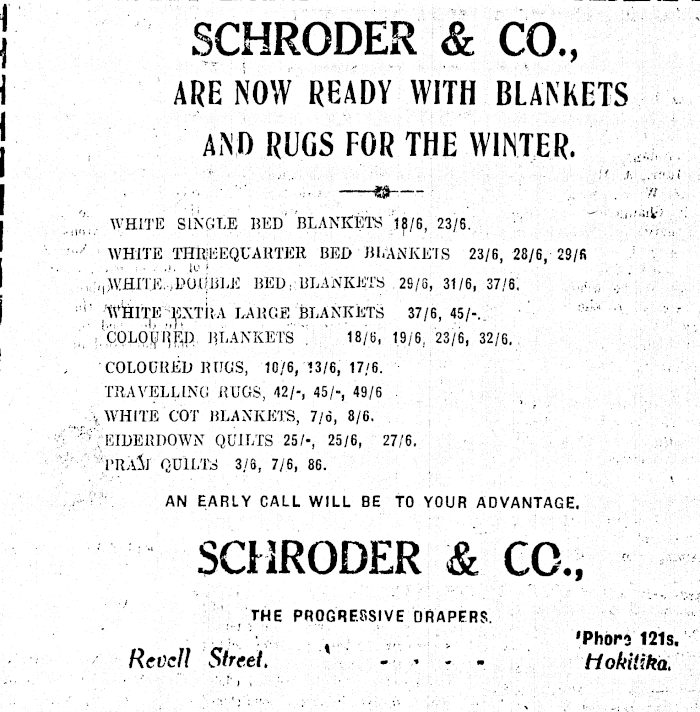 SCHRODER & CO.,
ARE NOW READY WITH BLANKETS
AND RUGS FOR THE WINTER.
WHITE SINGLE BED BLANKETS 18/6, 23/6.
WHITE THREEQUARTER BED BLANKETS 23/6, 28/6, 29/6
WHITE DOUBLE BED BLANKETS 29/6, 31/6, 37/6.
WHITE EXTRA LARGE BLANKETS 37/6, 45/-.
COLOURED BLANKETS 18/6, 19/6, 23/6, 32/6.
COLOURED RUGS, 10/6, 13/6, 17/6.
TRAVELLING RUGS, 42/-, 45/-, 49/6
WHITE COT BLANKETS, 7/6, 8/6.
EIDERDOWN QUILTS 25/-, 25/6, 27/6.
PRAM QUILTS 3/6, 7/6, 86.
AN EARLY CALL WILL BE TO YOUR ADVANTAGE.
SCHRODER & CO.,
THE PROGRESSIVE DRAPERS.
'Phone 121s.
Revell Street. - - - - Hokitika.